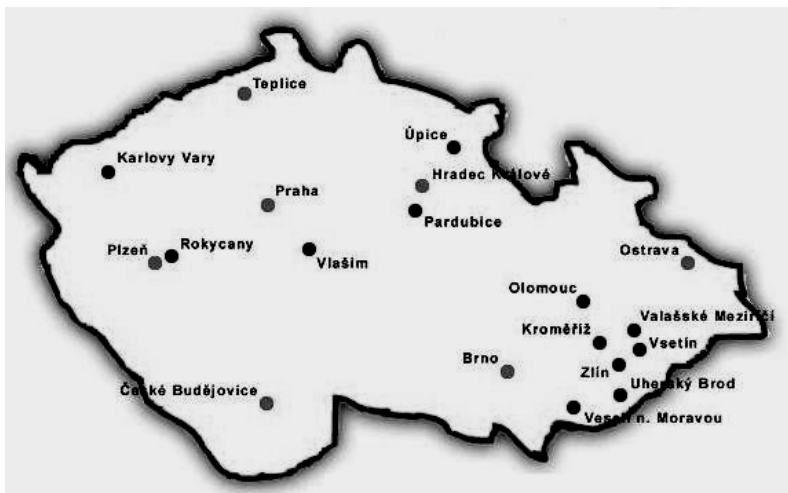 Teplice
Úpice
Karlovy Vary
Hradec Králové
Praha
Pardubice
Rokycany
Plzeň
Vlašim
Ostrava
Olomouc
Valašské Meziříčí
Kroměříž
Vsetín
Brno
Zlín
Uherský Brod
České Budějovice
Veselí n. Moravou